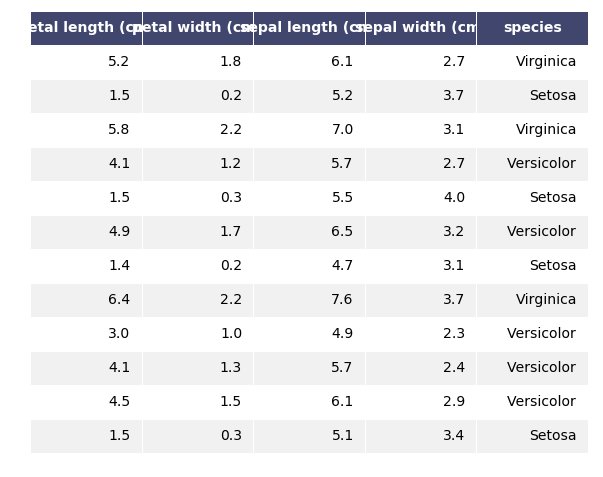 etal length (cm petal width (cm sepal length (cm sepal width (cm species
5.2 1.8 6.1 2.7 Virginica
1.5 0.2 5.2 3.7 Setosa
5.8 2.2 7.0 3.1 Virginica
4.1 1.2 5.7 2.7 Versicolor
1.5 0.3 5.5 4.0 Setosa
4.9 1.7 6.5 3.2 Versicolor
1.4 0.2 4.7 3.1 Setosa
6.4 2.2 7.6 3.7 Virginica
3.0 1.0 4.9 2.3 Versicolor
4.1 1.3 5.7 2.4 Versicolor
4.5 1.5 6.1 2.9 Versicolor
1.5 0.3 5.1 3.4 Setosa